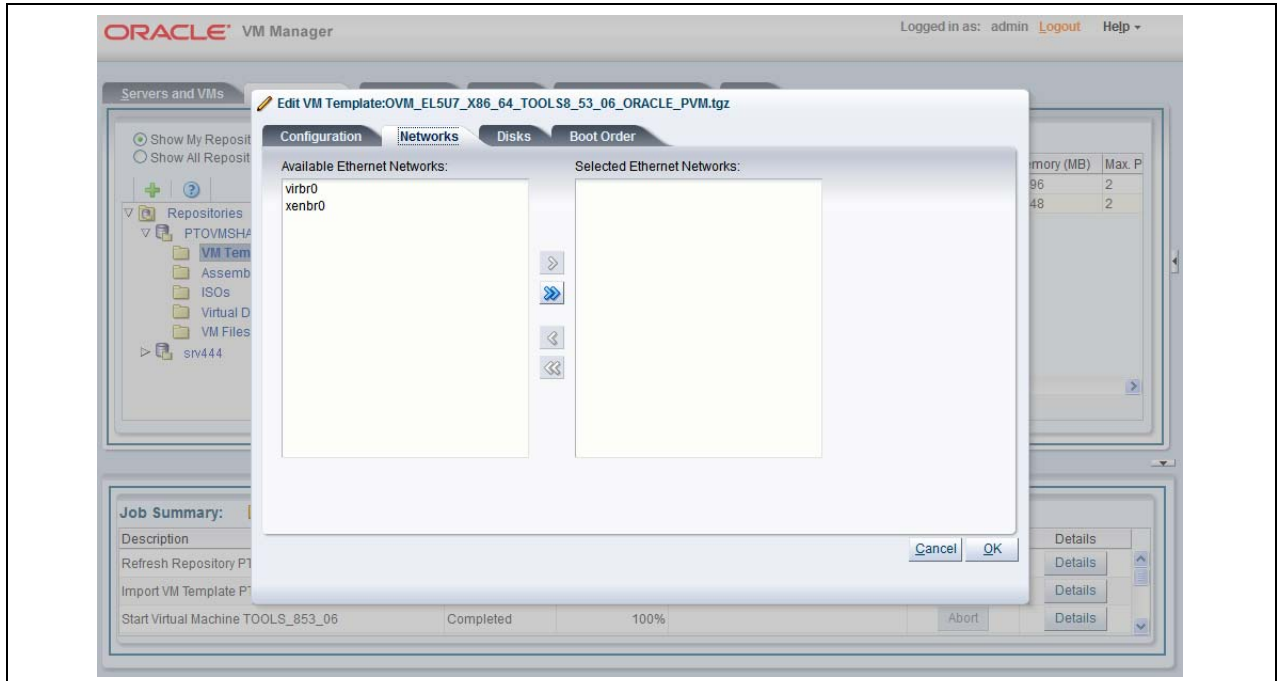 ORACLE VM Manager
Logged in as: admin Logout Help
Servers and VMs
Edit VM Template:OVM_EL5U7_X86_64_TOOLS8_53_06_ORACLE_PVM.tgz
Configuration Networks Disks Boot Order
Show My Reposit
Show All Reposit
Available Ethernet Networks:
Selected Ethernet Networks:
virbr0
xenbr0
Repositories
PTOVMSHA
VM Tem
Assemb
ISOs
Virtual D
VM Files
srv444
emory (MB) Max. P
96 2
48 2
Cancel OK
Job Summary:
Description Details
Refresh Repository PT Details
Import VM Template PT Details
Start Virtual Machine TOOLS_853_06 Completed 100% Abort Details